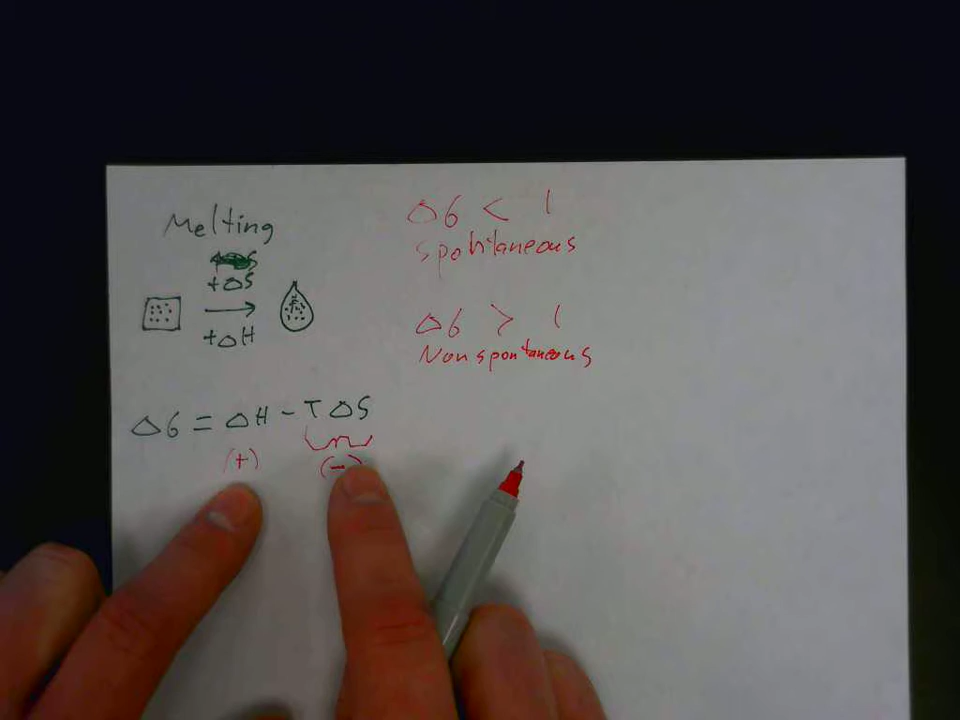 Melting
+ΔS
+ΔH
ΔG = ΔH - TΔS
(+) (-)
ΔG < 1
Spontaneous
ΔG > 1
Nonspontaneous